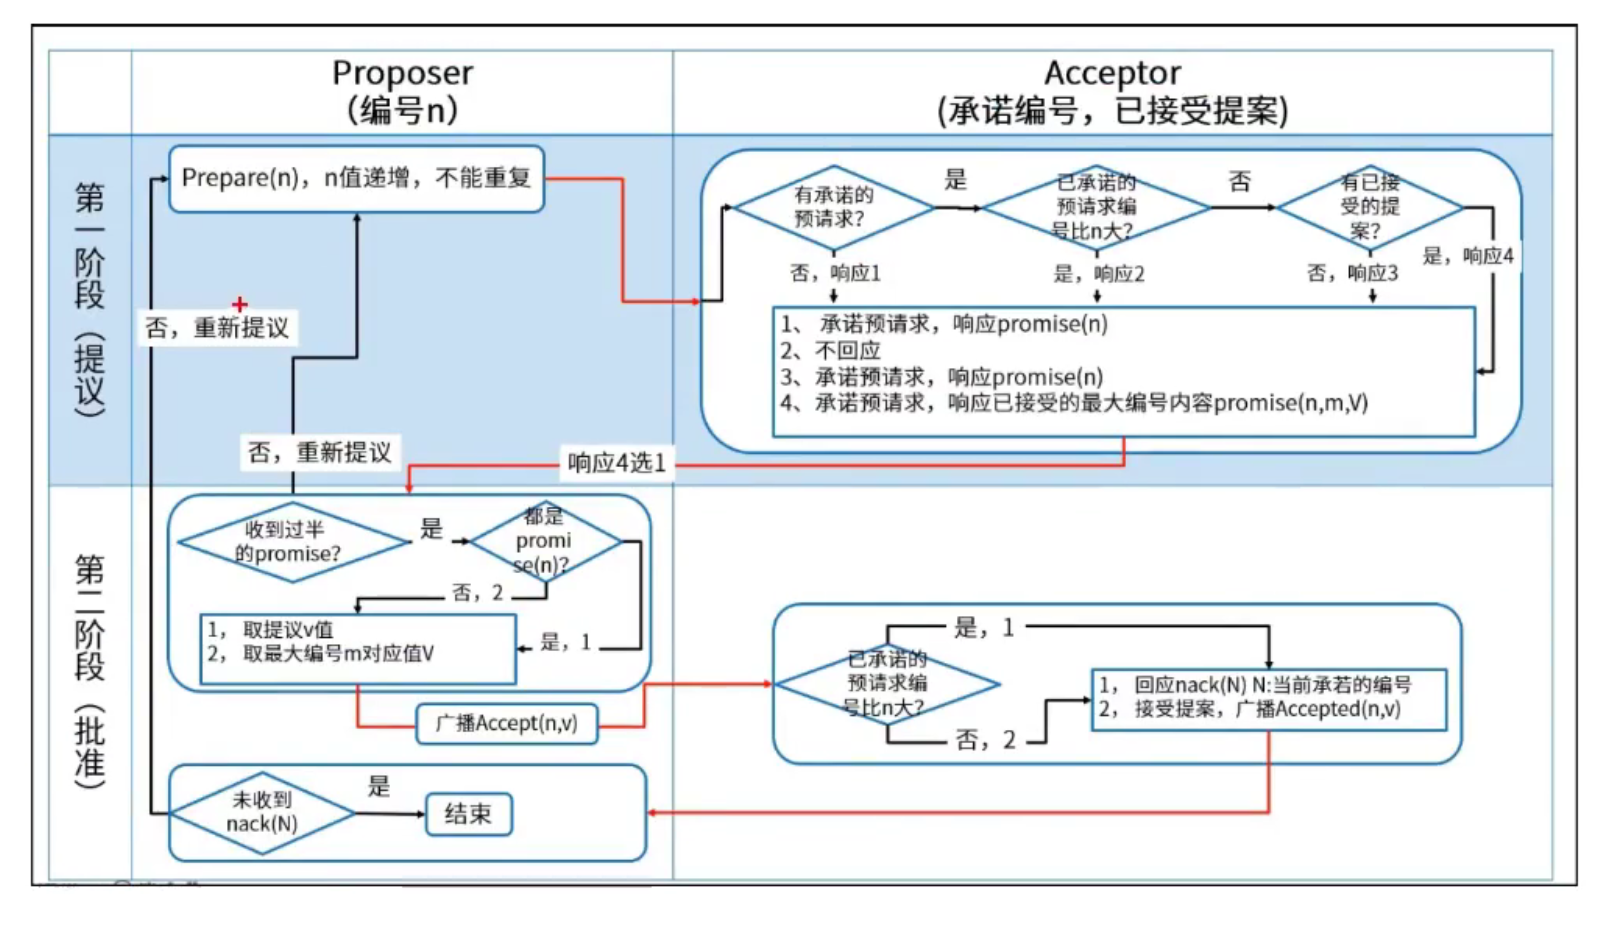 Proposer
（编号n）
Acceptor
(承诺编号，已接受提案)
第一阶段（提议）
Prepare(n)，n值递增，不能重复
有承诺的
预请求？
是
已承诺的
预请求编
号比n大？
否
有已接
受的提
案？
否，响应1
是，响应2
否，响应3
是，响应4
1、 承诺预请求，响应promise(n)
2、不回应
3、承诺预请求，响应promise(n)
4、承诺预请求，响应已接受的最大编号内容promise(n,m,V)
否，重新提议
否，重新提议
响应4选1
第二阶段（批准）
收到过半
的promise？
是
都是
promi
se(n)？
否，2
是，1
1， 取提议v值
2， 取最大编号m对应值V
广播Accept(n,v)
已承诺的
预请求编
号比n大？
是，1
否，2
1， 回应nack(N) N:当前承若的编号
2， 接受提案，广播Accepted(n,v)
未收到
nack(N)
是
结束